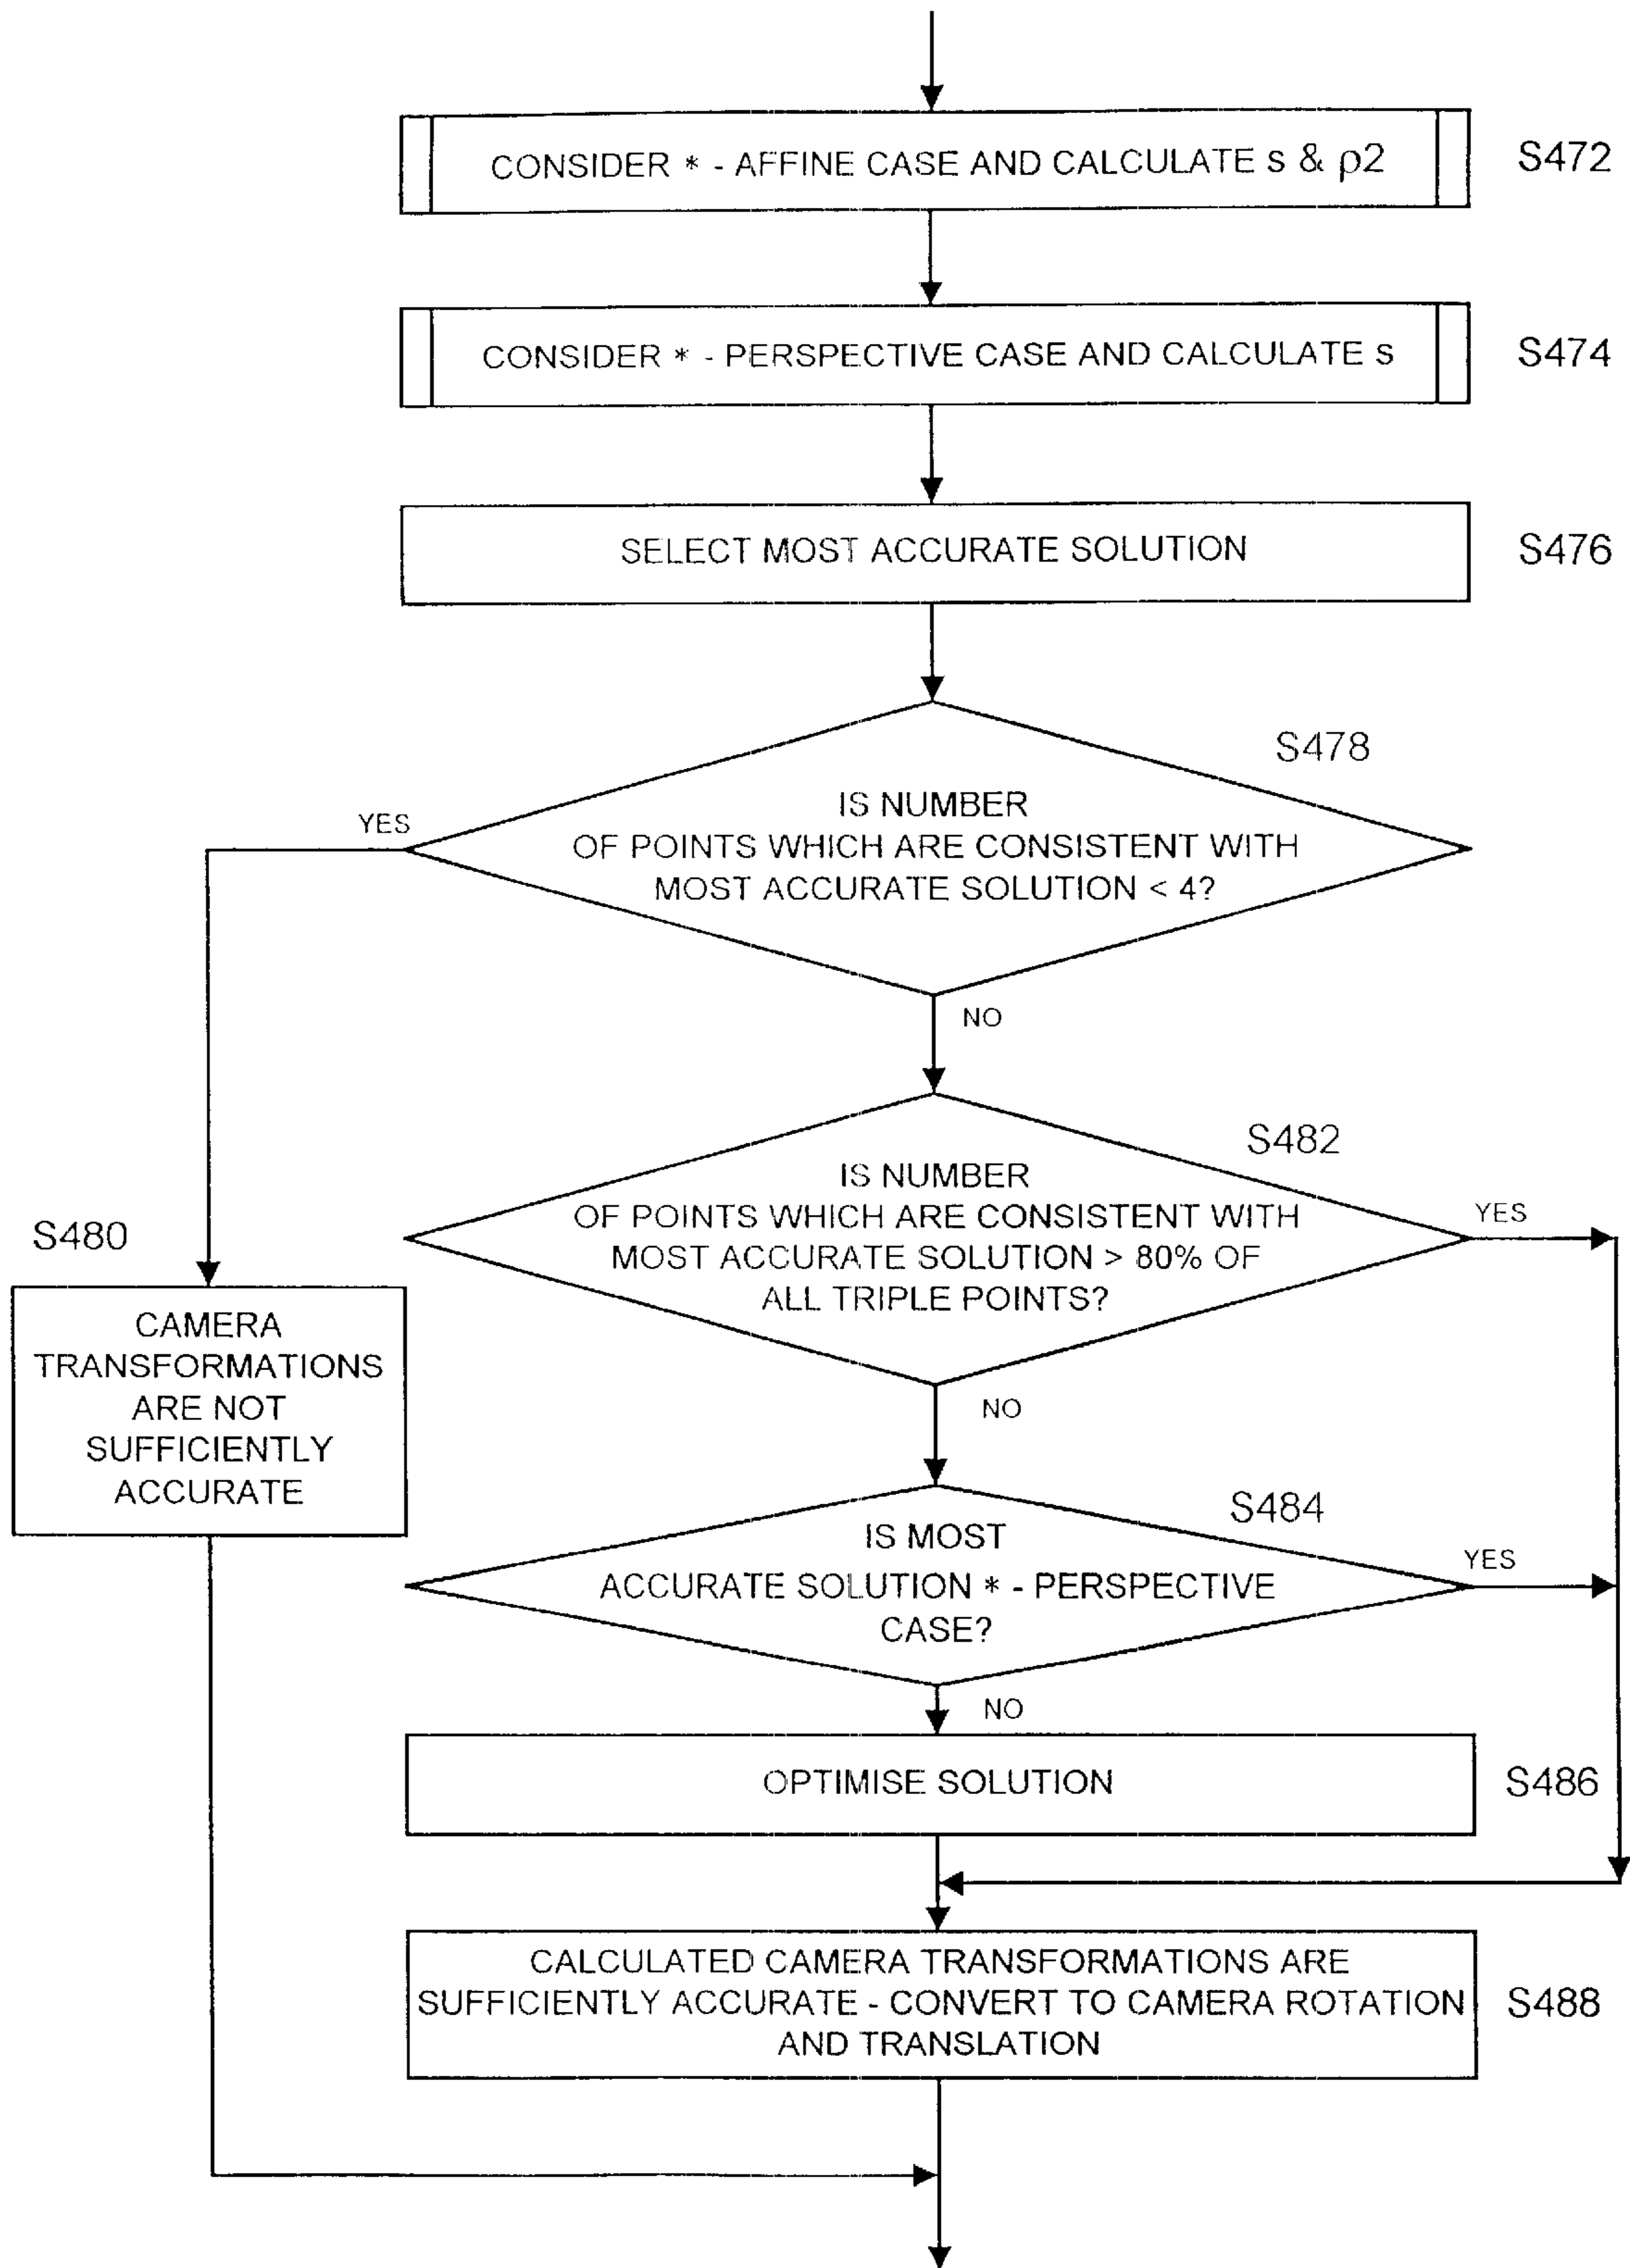 CONSIDER * - AFFINE CASE AND CALCULATE s & ρ2
S472
CONSIDER * - PERSPECTIVE CASE AND CALCULATE s
S474
SELECT MOST ACCURATE SOLUTION
S476
S478
IS NUMBER
OF POINTS WHICH ARE CONSISTENT WITH
MOST ACCURATE SOLUTION < 4?
YES
NO
S482
IS NUMBER
OF POINTS WHICH ARE CONSISTENT WITH
MOST ACCURATE SOLUTION > 80% OF
ALL TRIPLE POINTS?
YES
NO
S480
CAMERA
TRANSFORMATIONS
ARE NOT
SUFFICIENTLY
ACCURATE
S484
IS MOST
ACCURATE SOLUTION * - PERSPECTIVE
CASE?
YES
NO
OPTIMISE SOLUTION
S486
CALCULATED CAMERA TRANSFORMATIONS ARE
SUFFICIENTLY ACCURATE - CONVERT TO CAMERA ROTATION
AND TRANSLATION
S488